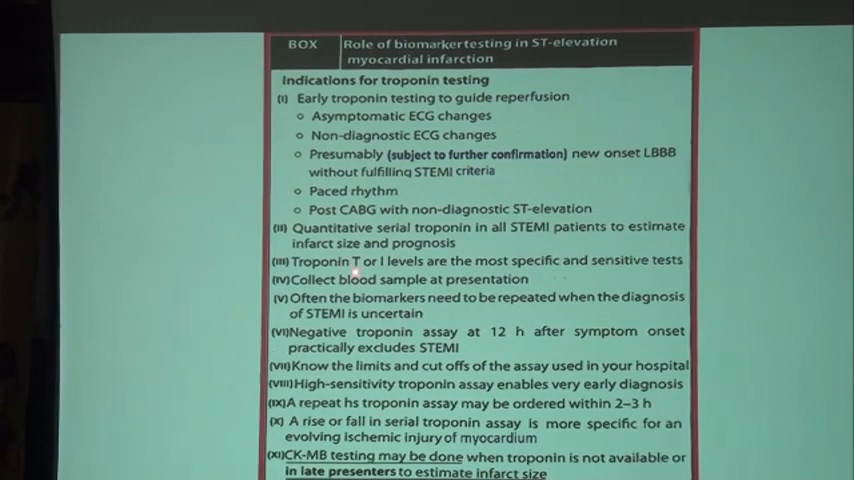 BOX Role of biomarker testing in ST-elevation
myocardial infarction
Indications for troponin testing
(I) Early troponin testing to guide reperfusion
o Asymptomatic ECG changes
o Non-diagnostic ECG changes
o Presumably (subject to further confirmation) new onset LBBB
without fulfilling STEMI criteria
o Paced rhythm
o Post CABG with non-diagnostic ST-elevation
(II) Quantitative serial troponin in all STEMI patients to estimate
infarct size and prognosis
(III) Troponin T or I levels are the most specific and sensitive tests
(IV) Collect blood sample at presentation
(V) Often the biomarkers need to be repeated when the diagnosis
of STEMI is uncertain
(VI) Negative troponin assay at 12 h after symptom onset
practically excludes STEMI
(VII) Know the limits and cut offs of the assay used in your hospital
(VIII) High-sensitivity troponin assay enables very early diagnosis
(IX) A repeat hs troponin assay may be ordered within 2–3 h
(X) A rise or fall in serial troponin assay is more specific for an
evolving ischemic injury of myocardium
(XI) CK-MB testing may be done when troponin is not available or
in late presenters to estimate infarct size